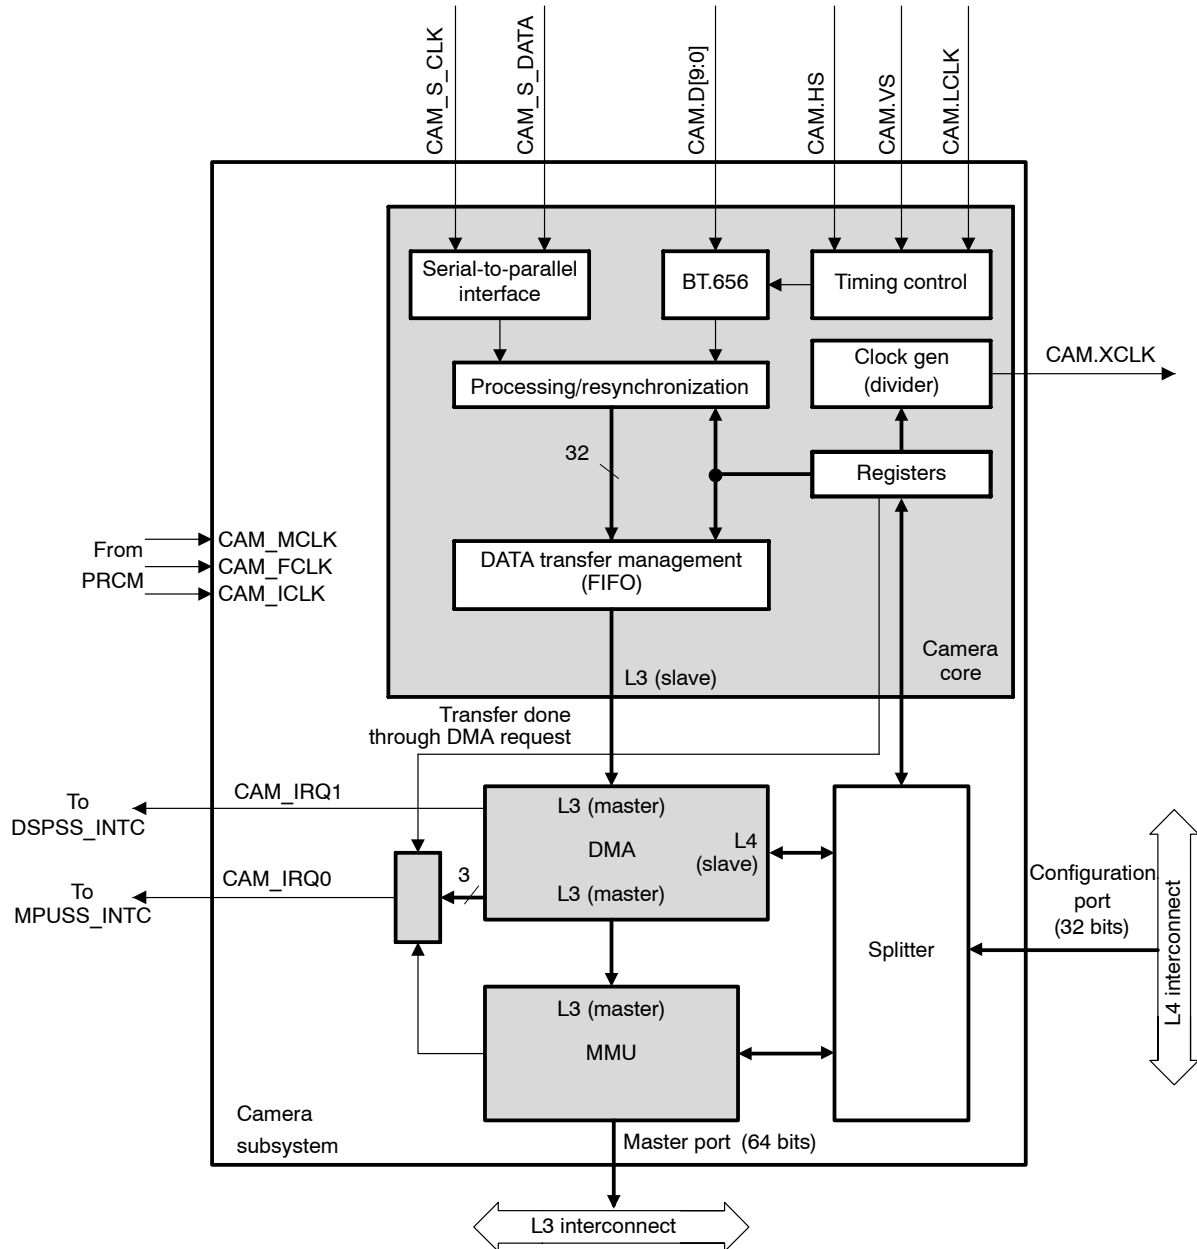 CAM_S_CLK
CAM_S_DATA
CAM.D[9:0]
CAM.HS
CAM.VS
CAM.LCLK
Serial-to-parallel
interface
BT.656
Timing control
Processing/resynchronization
Clock gen
(divider)
CAM.XCLK
32
Registers
From
PRCM
CAM_MCLK
CAM_FCLK
CAM_ICLK
DATA transfer management
(FIFO)
Camera
core
L3 (slave)
Transfer done
through DMA request
To
DSPSS_INTC
CAM_IRQ1
L3 (master)
DMA
L4
(slave)
L3 (master)
3
To
MPUSS_INTC
CAM_IRQ0
Splitter
Configuration
port
(32 bits)
L4 interconnect
L3 (master)
MMU
Camera
subsystem
Master port (64 bits)
L3 interconnect